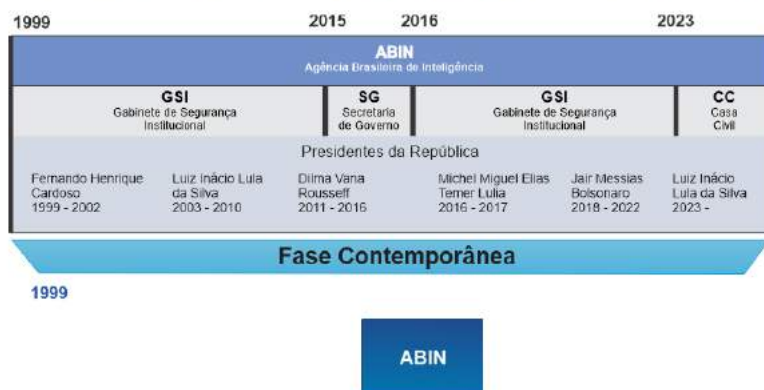 1999 2015 2016 2023
ABIN
Agência Brasileira de Inteligência
GSI
Gabinete de Segurança
Institucional
SG
Secretaria
de Governo
GSI
Gabinete de Segurança
Institucional
CC
Casa
Civil
Presidentes da República
Fernando Henrique
Cardoso
1999 - 2002
Luiz Inácio Lula
da Silva
2003 - 2010
Dilma Vana
Rousseff
2011 - 2016
Michel Miguel Elias
Temer Lulia
2016 - 2017
Jair Messias
Bolsonaro
2018 - 2022
Luiz Inácio
Lula da Silva
2023 -
Fase Contemporânea
1999
ABIN